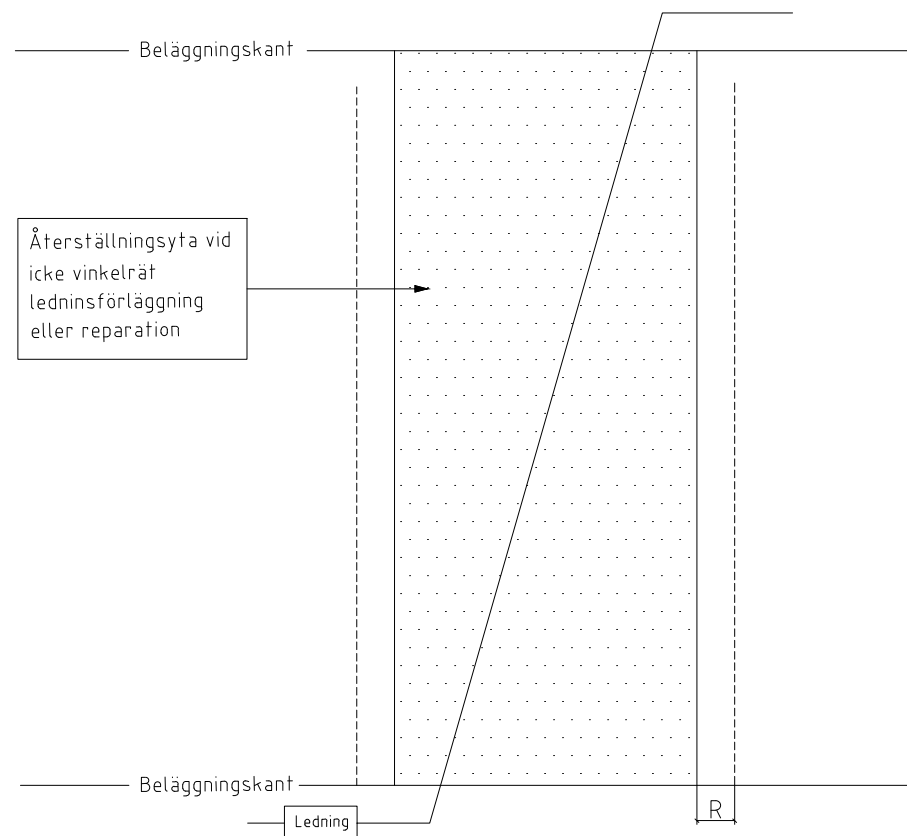 Beläggningskant
Återställningsyta vid
icke vinkelrät
ledninsförläggning
eller reparation
Beläggningskant
R
Ledning